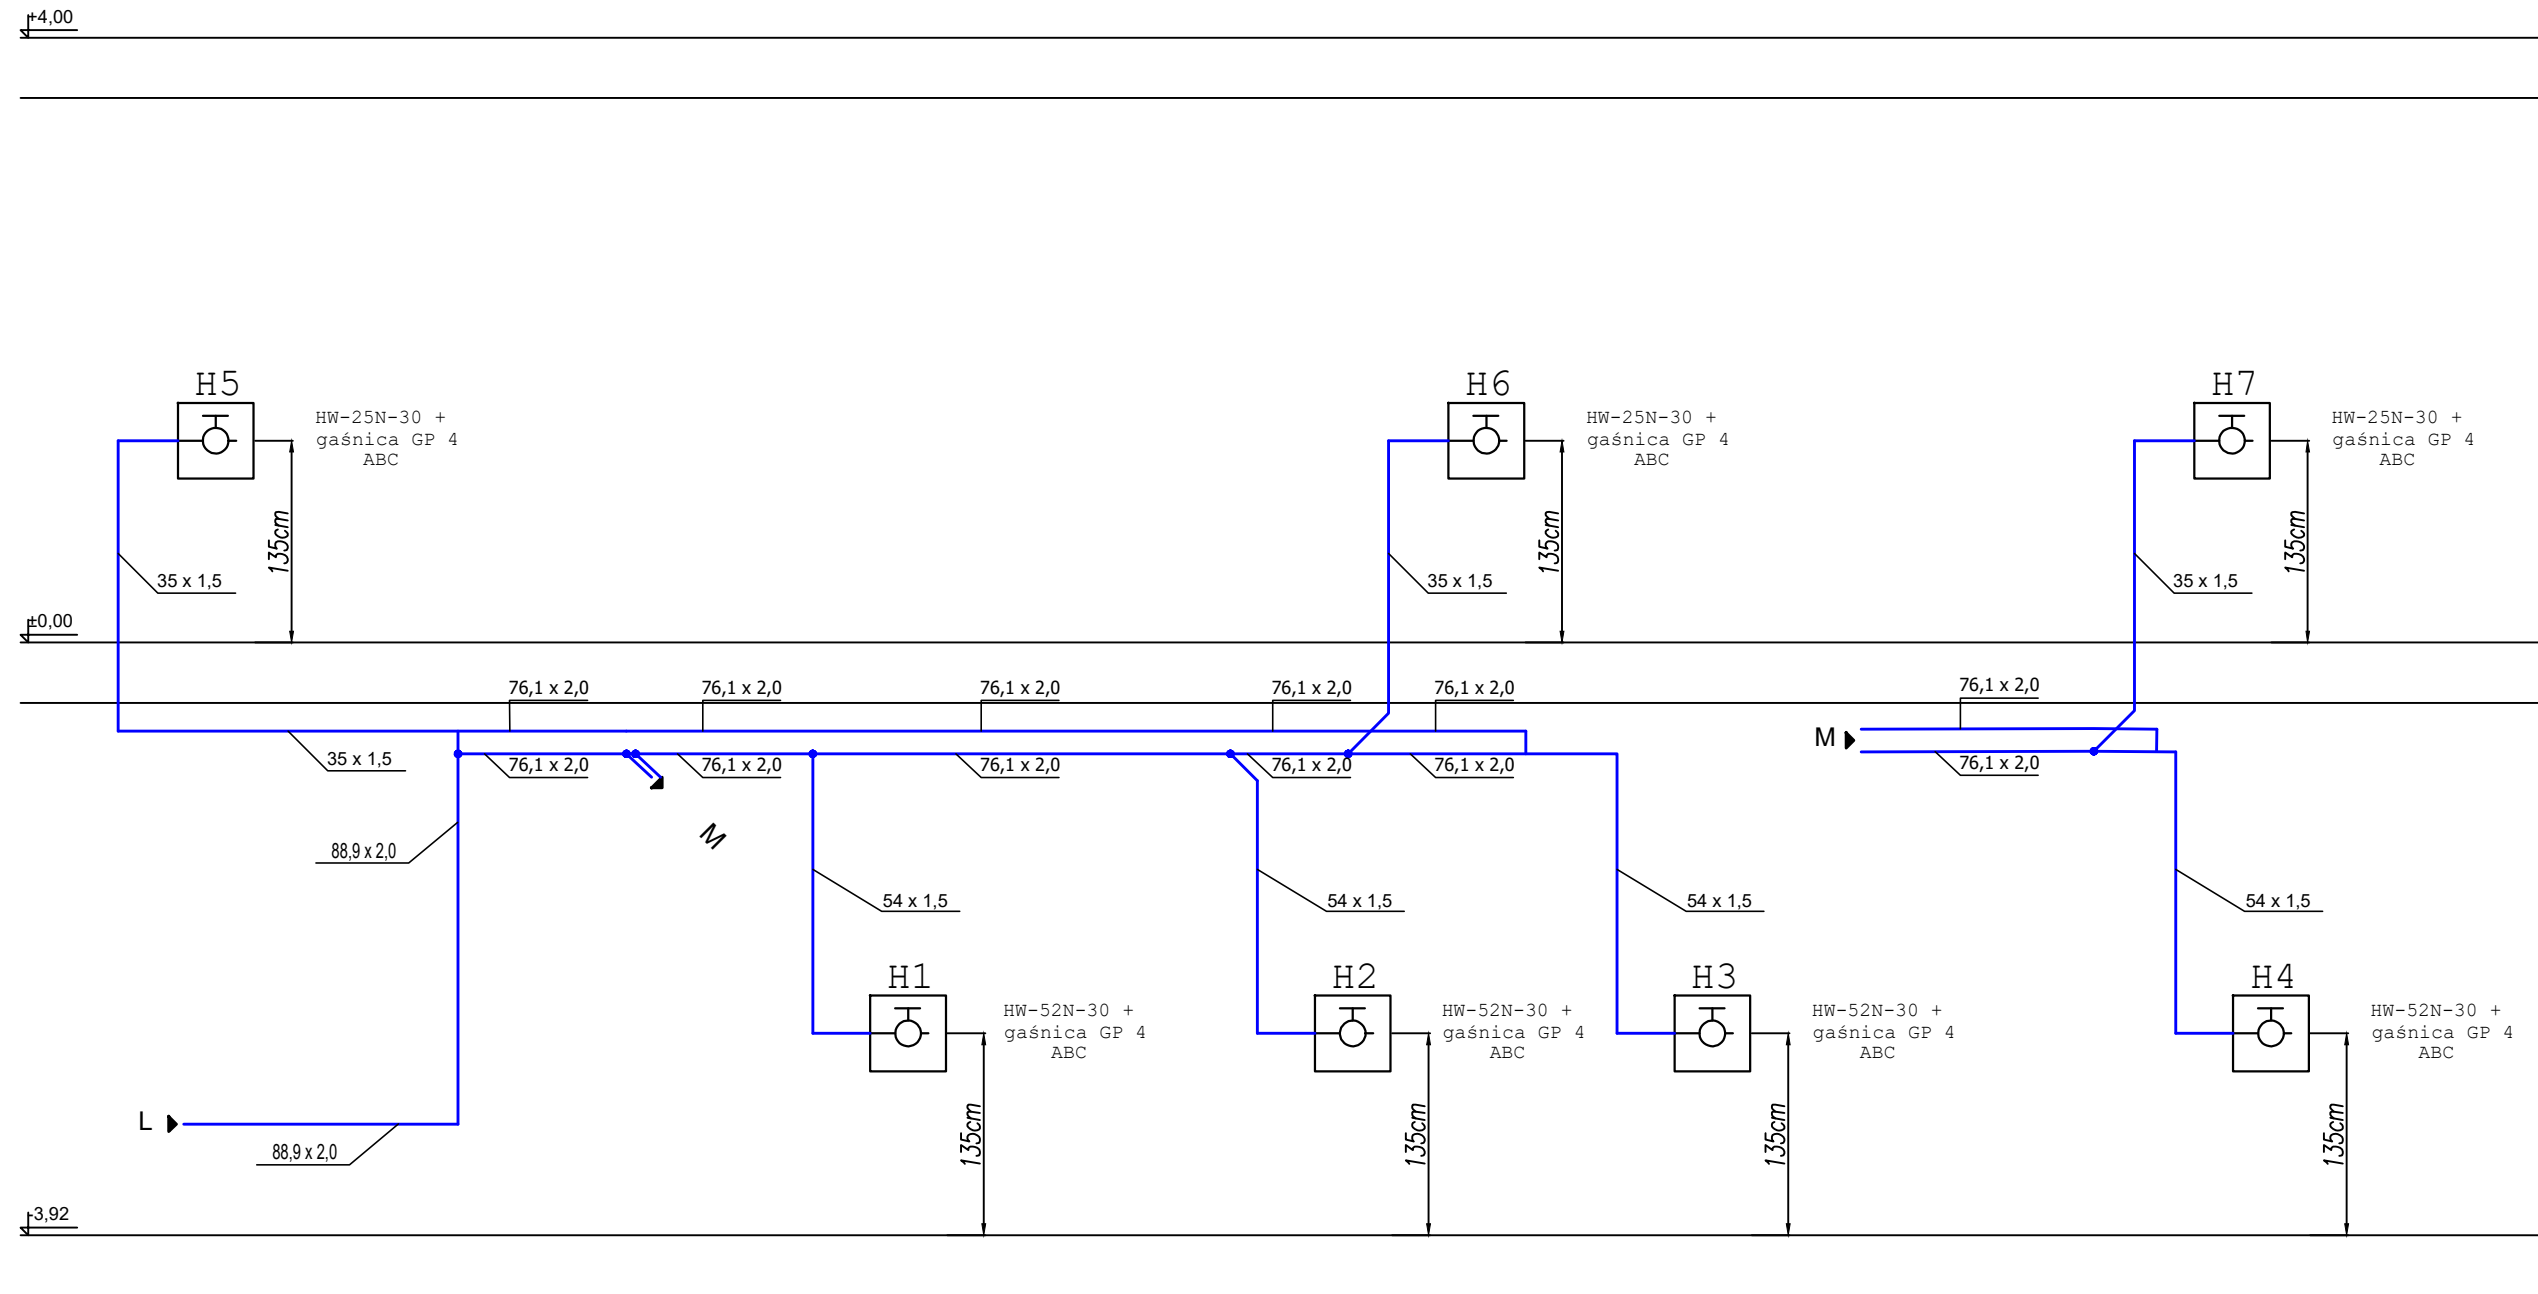 +4,00
H5
H6
H7
HW-25N-30 +
gaśnica GP 4
ABC
HW-25N-30 +
gaśnica GP 4
ABC
HW-25N-30 +
gaśnica GP 4
ABC
135cm
135cm
135cm
35 x 1,5
35 x 1,5
35 x 1,5
±0,00
76,1 x 2,0
76,1 x 2,0
76,1 x 2,0
76,1 x 2,0
76,1 x 2,0
76,1 x 2,0
M
35 x 1,5
76,1 x 2,0
76,1 x 2,0
76,1 x 2,0
76,1 x 2,0
76,1 x 2,0
76,1 x 2,0
M
88,9 x 2,0
54 x 1,5
54 x 1,5
54 x 1,5
54 x 1,5
H1
H2
H3
H4
HW-52N-30 +
gaśnica GP 4
ABC
HW-52N-30 +
gaśnica GP 4
ABC
HW-52N-30 +
gaśnica GP 4
ABC
HW-52N-30 +
gaśnica GP 4
ABC
L
135cm
135cm
135cm
135cm
88,9 x 2,0
-3,92